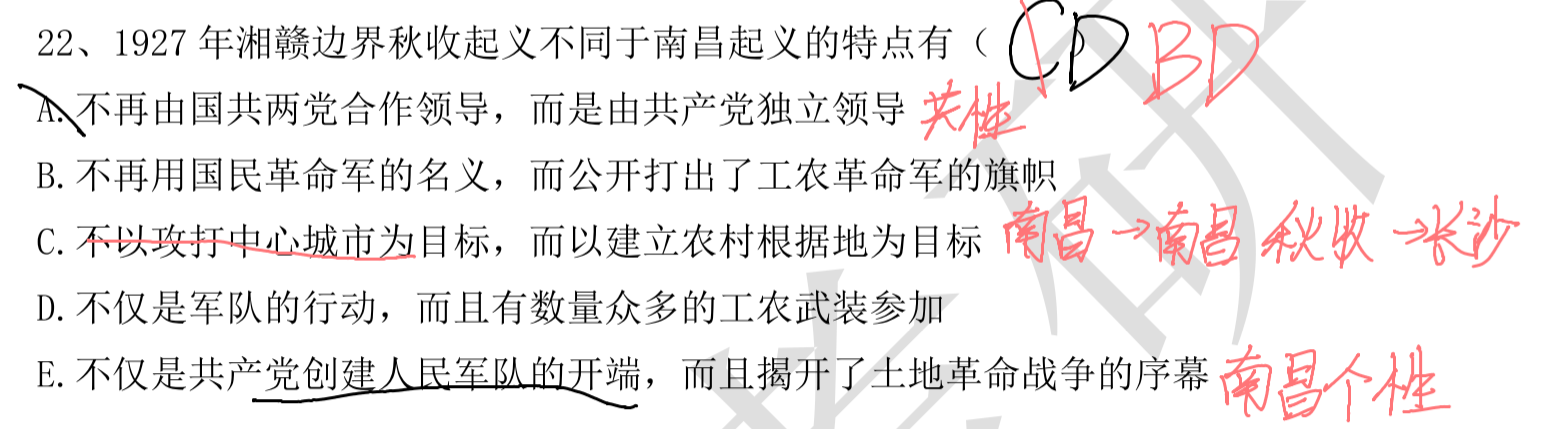 22、1927 年湘赣边界秋收起义不同于南昌起义的特点有（ CD BD
A.不再由国共两党合作领导，而是由共产党独立领导 共性
B.不再用国民革命军的名义，而公开打出了工农革命军的旗帜
C.不以攻打中心城市为目标，而以建立农村根据地为目标 南昌→南昌 秋收→长沙
D.不仅是军队的行动，而且有数量众多的工农武装参加
E.不仅是共产党创建人民军队的开端，而且揭开了土地革命战争的序幕 南昌个性